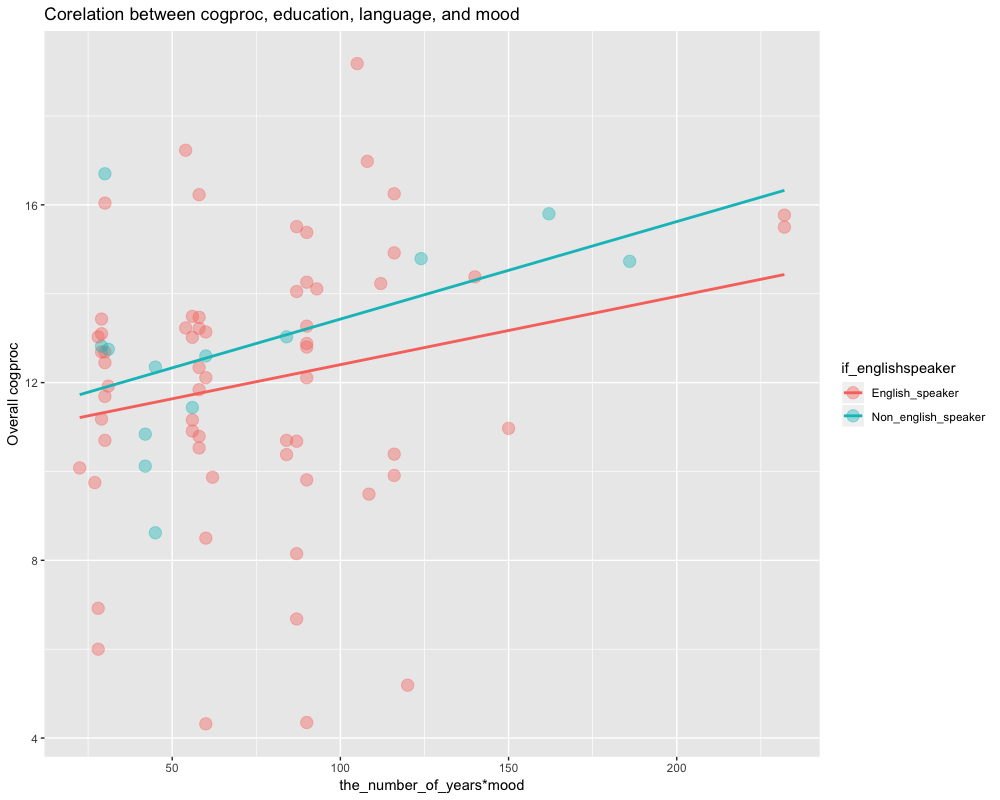 Corelation between cogproc, education, language, and mood
Overall cogproc
16
12
8
4
50 100 150 200
the_number_of_years*mood
if_englishspeaker
English_speaker
Non_english_speaker